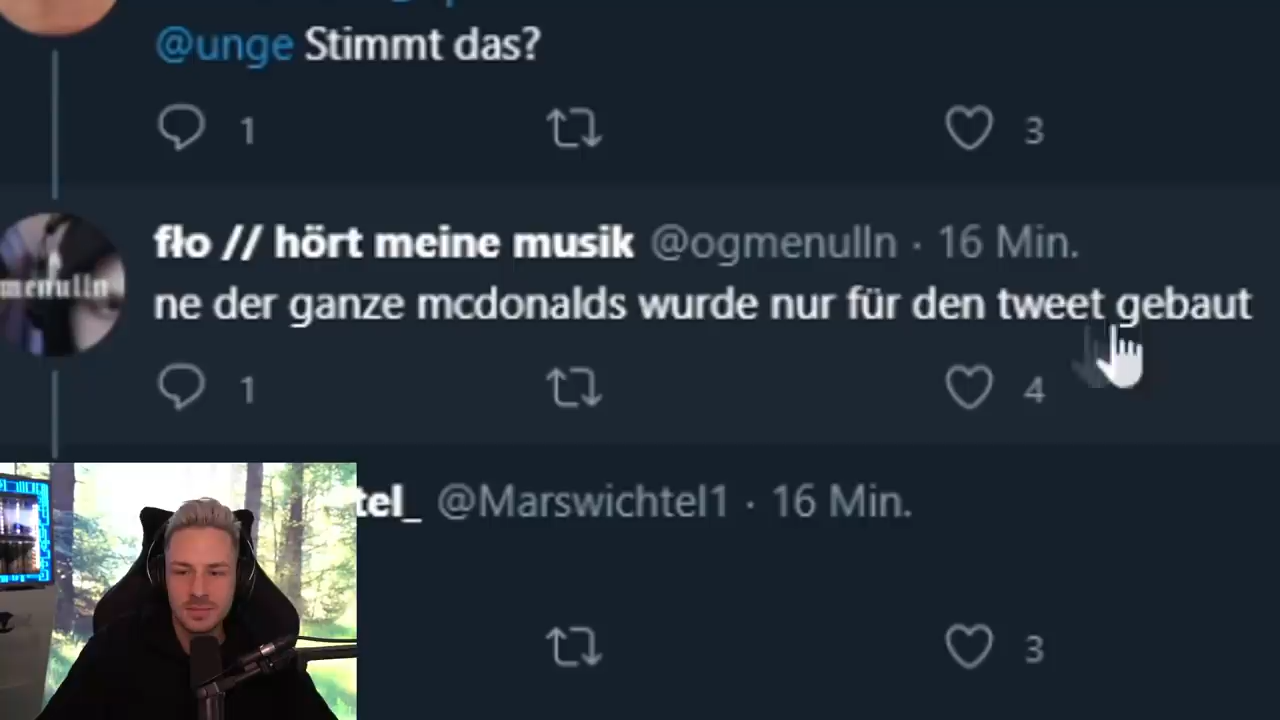 @unge Stimmt das?
1 3
fło // hört meine musik @ogmenulln · 16 Min.
ne der ganze mcdonalds wurde nur für den tweet gebaut
1 4
tel_ @Marswichtel1 · 16 Min.
3